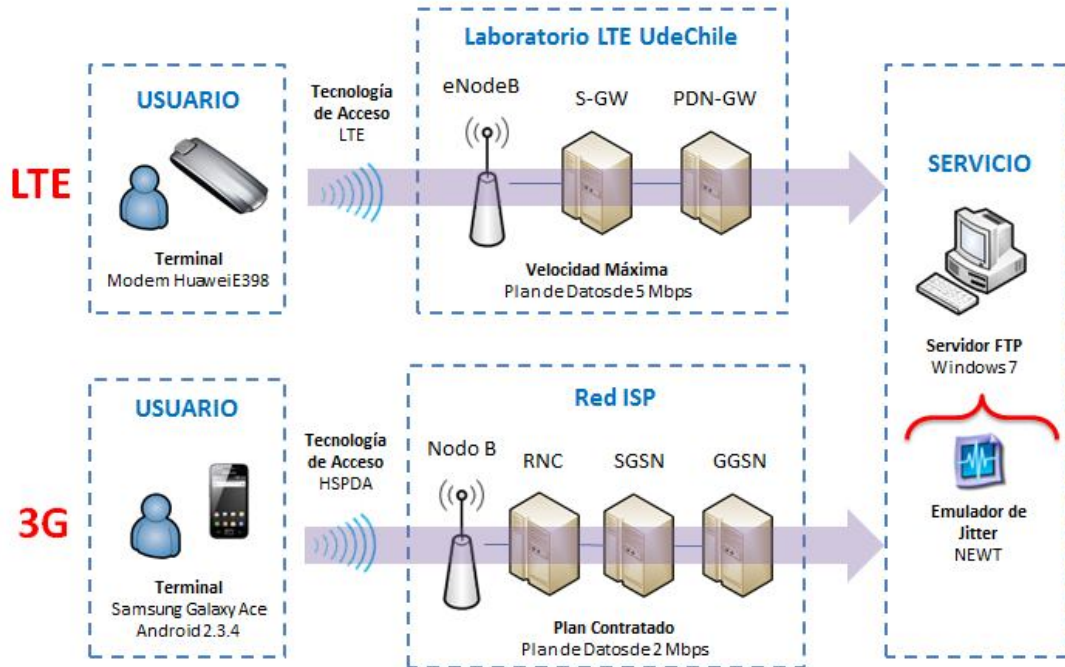 LTE
USUARIO
Terminal
Modem Huawei E398
Tecnología
de Acceso
LTE
Laboratorio LTE UdeChile
eNodeB
S-GW
PDN-GW
Velocidad Máxima
Plan de Datos de 5 Mbps
3G
USUARIO
Terminal
Samsung Galaxy Ace
Android 2.3.4
Tecnología
de Acceso
HSPDA
Red ISP
Nodo B
RNC
SGSN
GGSN
Plan Contratado
Plan de Datos de 2 Mbps
SERVICIO
Servidor FTP
Windows 7
Emulador de
Jitter
NEWT